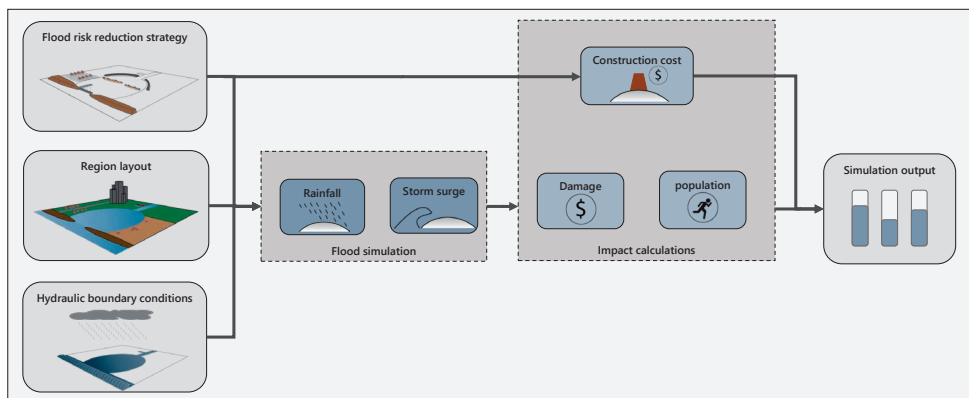 Flood risk reduction strategy
Region layout
Hydraulic boundary conditions
Rainfall
Storm surge
Flood simulation
Construction cost
$
Damage
$
population
Impact calculations
Simulation output